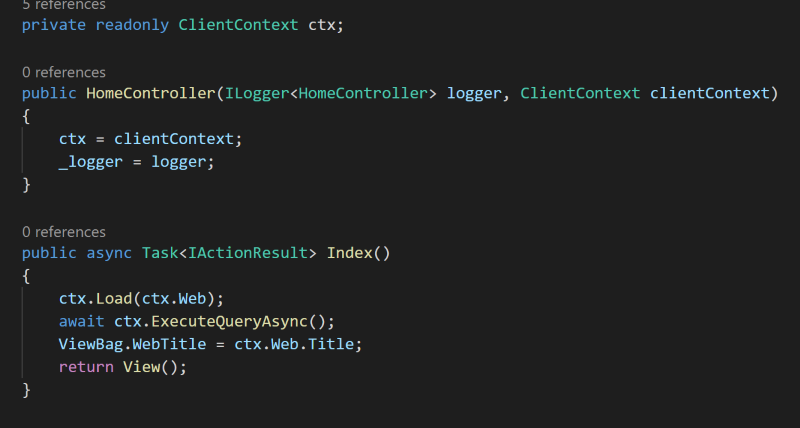 5 references
private readonly ClientContext ctx;
0 references
public HomeController(ILogger<HomeController> logger, ClientContext clientContext)
{
ctx = clientContext;
_logger = logger;
}
0 references
public async Task<IActionResult> Index()
{
ctx.Load(ctx.Web);
await ctx.ExecuteQueryAsync();
ViewBag.WebTitle = ctx.Web.Title;
return View();
}